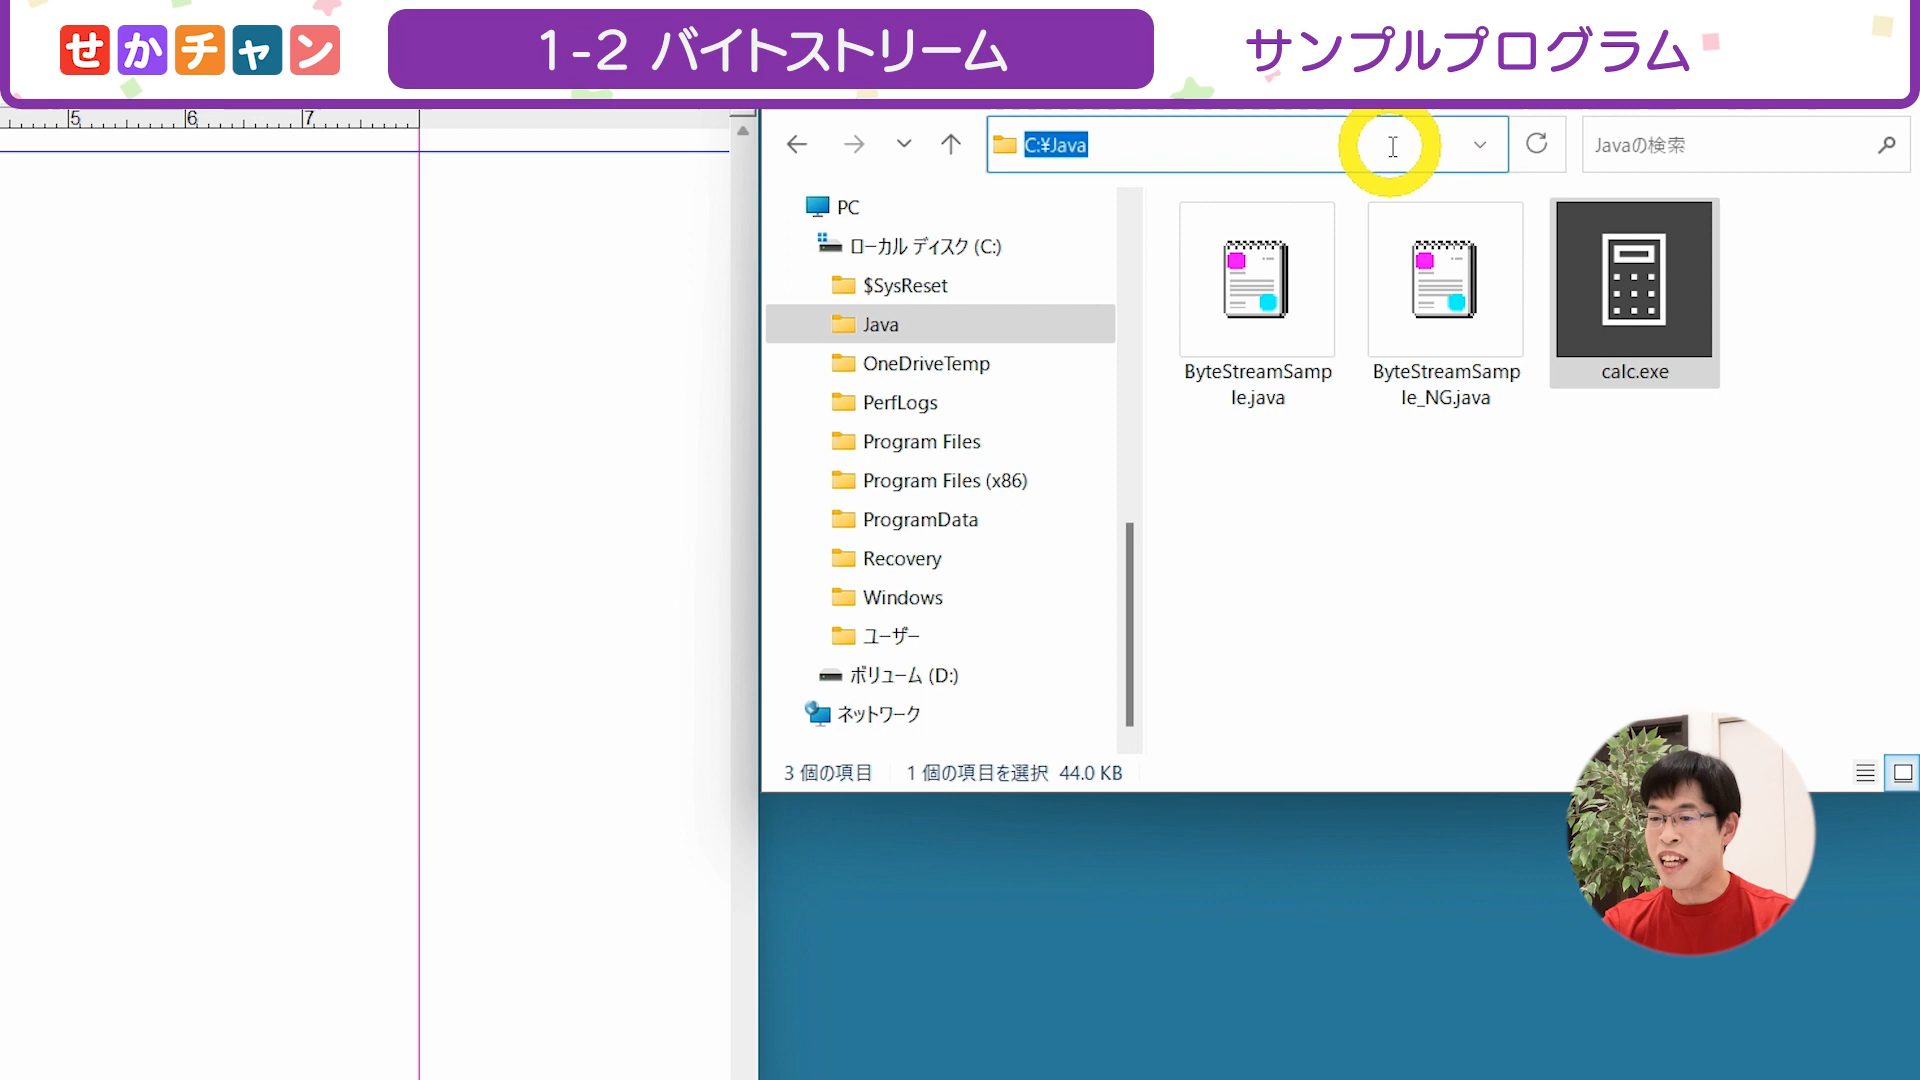 せかチャン
1-2 バイトストリーム
サンプルプログラム
5 6 7
C:¥Java
Javaの検索
PC
ローカル ディスク (C:)
$SysReset
Java
OneDriveTemp
PerfLogs
Program Files
Program Files (x86)
ProgramData
Recovery
Windows
ユーザー
ボリューム (D:)
ネットワーク
ByteStreamSamp
le.java
ByteStreamSamp
le_NG.java
calc.exe
3 個の項目 1 個の項目を選択 44.0 KB